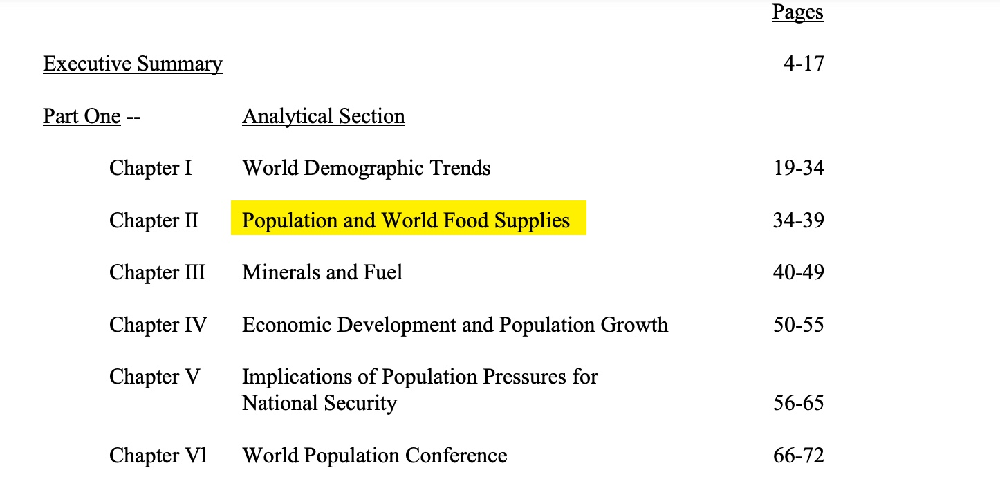 Pages
Executive Summary 4-17
Part One -- Analytical Section
Chapter I World Demographic Trends 19-34
Chapter II Population and World Food Supplies 34-39
Chapter III Minerals and Fuel 40-49
Chapter IV Economic Development and Population Growth 50-55
Chapter V Implications of Population Pressures for
National Security 56-65
Chapter Vl World Population Conference 66-72